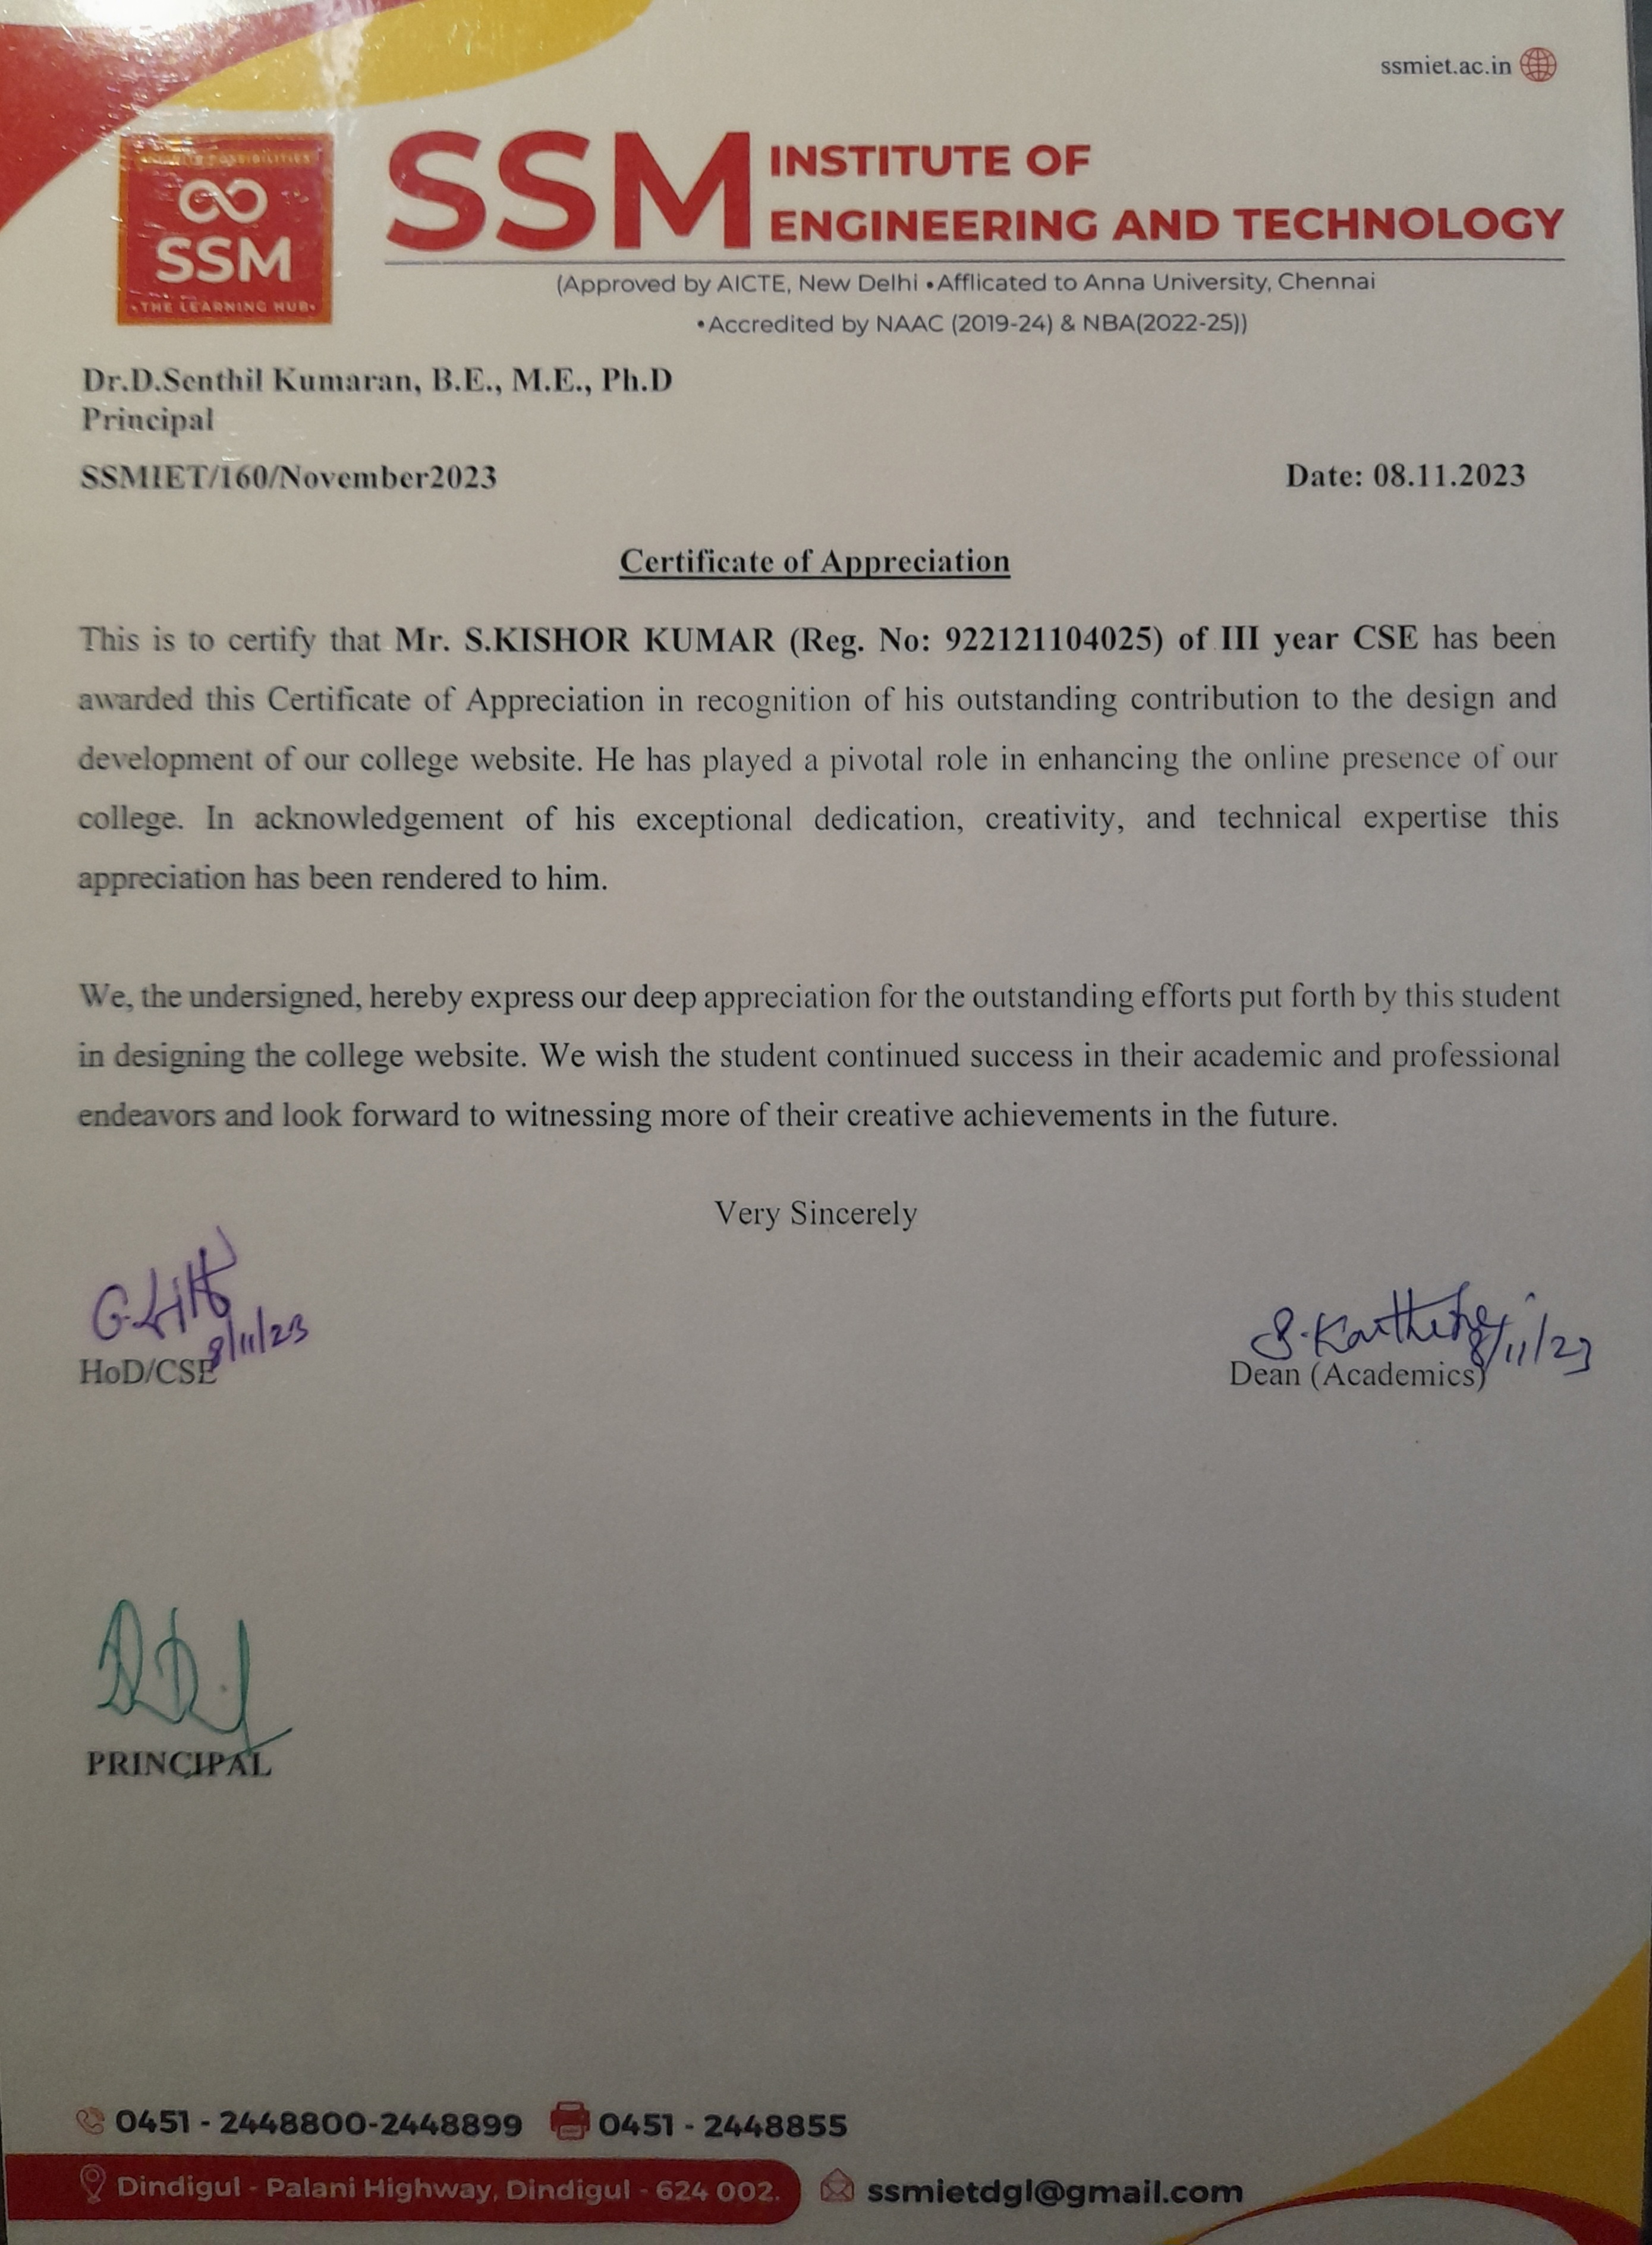 ssmiet.ac.in
SSM
THE LEARNING HUB
SSM INSTITUTE OF
ENGINEERING AND TECHNOLOGY
(Approved by AICTE, New Delhi •Afflicated to Anna University, Chennai
•Accredited by NAAC (2019-24) & NBA(2022-25))
Dr.D.Senthil Kumaran, B.E., M.E., Ph.D
Principal
SSMIET/160/November2023 Date: 08.11.2023
Certificate of Appreciation
This is to certify that Mr. S.KISHOR KUMAR (Reg. No: 922121104025) of III year CSE has been
awarded this Certificate of Appreciation in recognition of his outstanding contribution to the design and
development of our college website. He has played a pivotal role in enhancing the online presence of our
college. In acknowledgement of his exceptional dedication, creativity, and technical expertise this
appreciation has been rendered to him.
We, the undersigned, hereby express our deep appreciation for the outstanding efforts put forth by this student
in designing the college website. We wish the student continued success in their academic and professional
endeavors and look forward to witnessing more of their creative achievements in the future.
Very Sincerely
8/11/23 8/11/23
HoD/CSE Dean (Academics)
PRINCIPAL
0451 - 2448800-2448899 0451 - 2448855
Dindigul - Palani Highway, Dindigul - 624 002. ssmietdgl@gmail.com